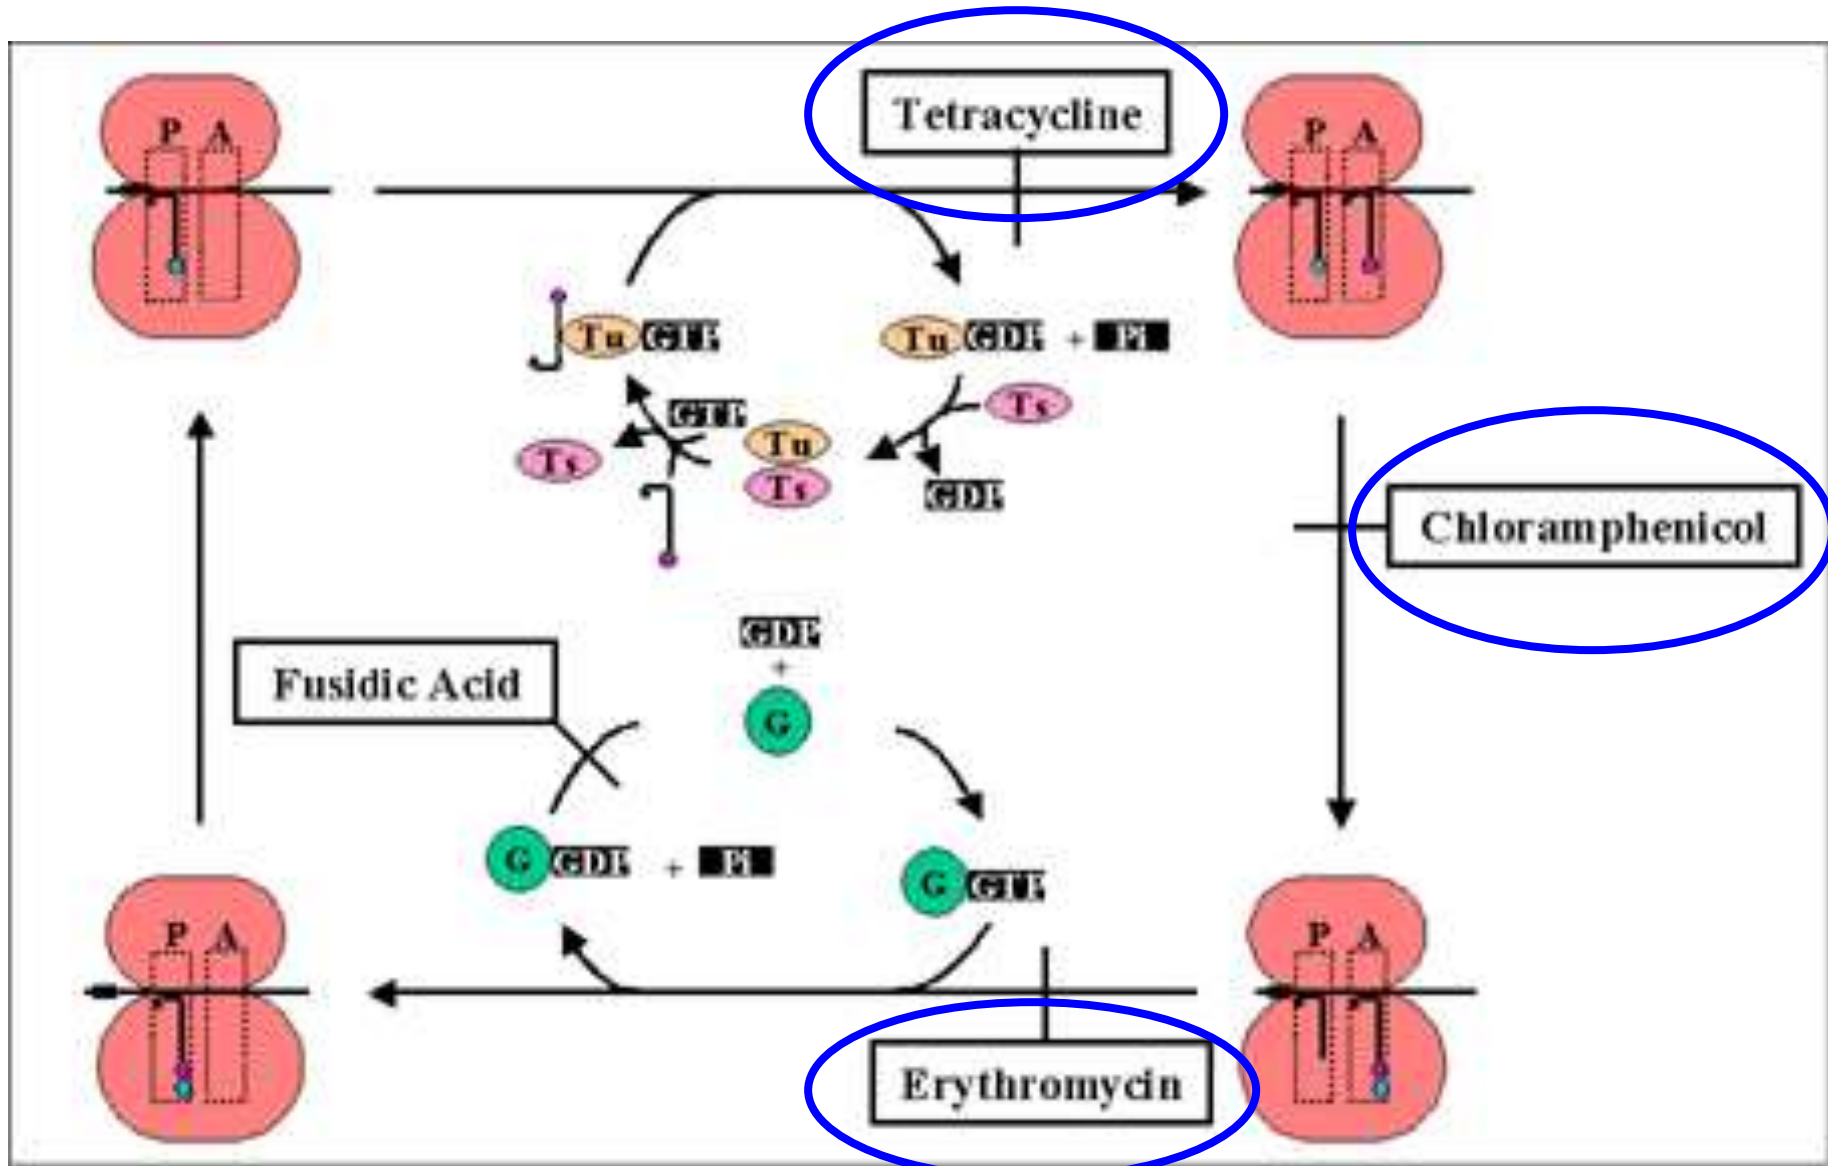 Tetracycline
P A
P A
Tu GTP
Tu GDP + Pi
GTP
Ts
Ts
Tu
Ts
GDP
Chloramphenicol
GDP
+
G
Fusidic Acid
G GDP + Pi
G GTP
P A
P A
Erythromycin